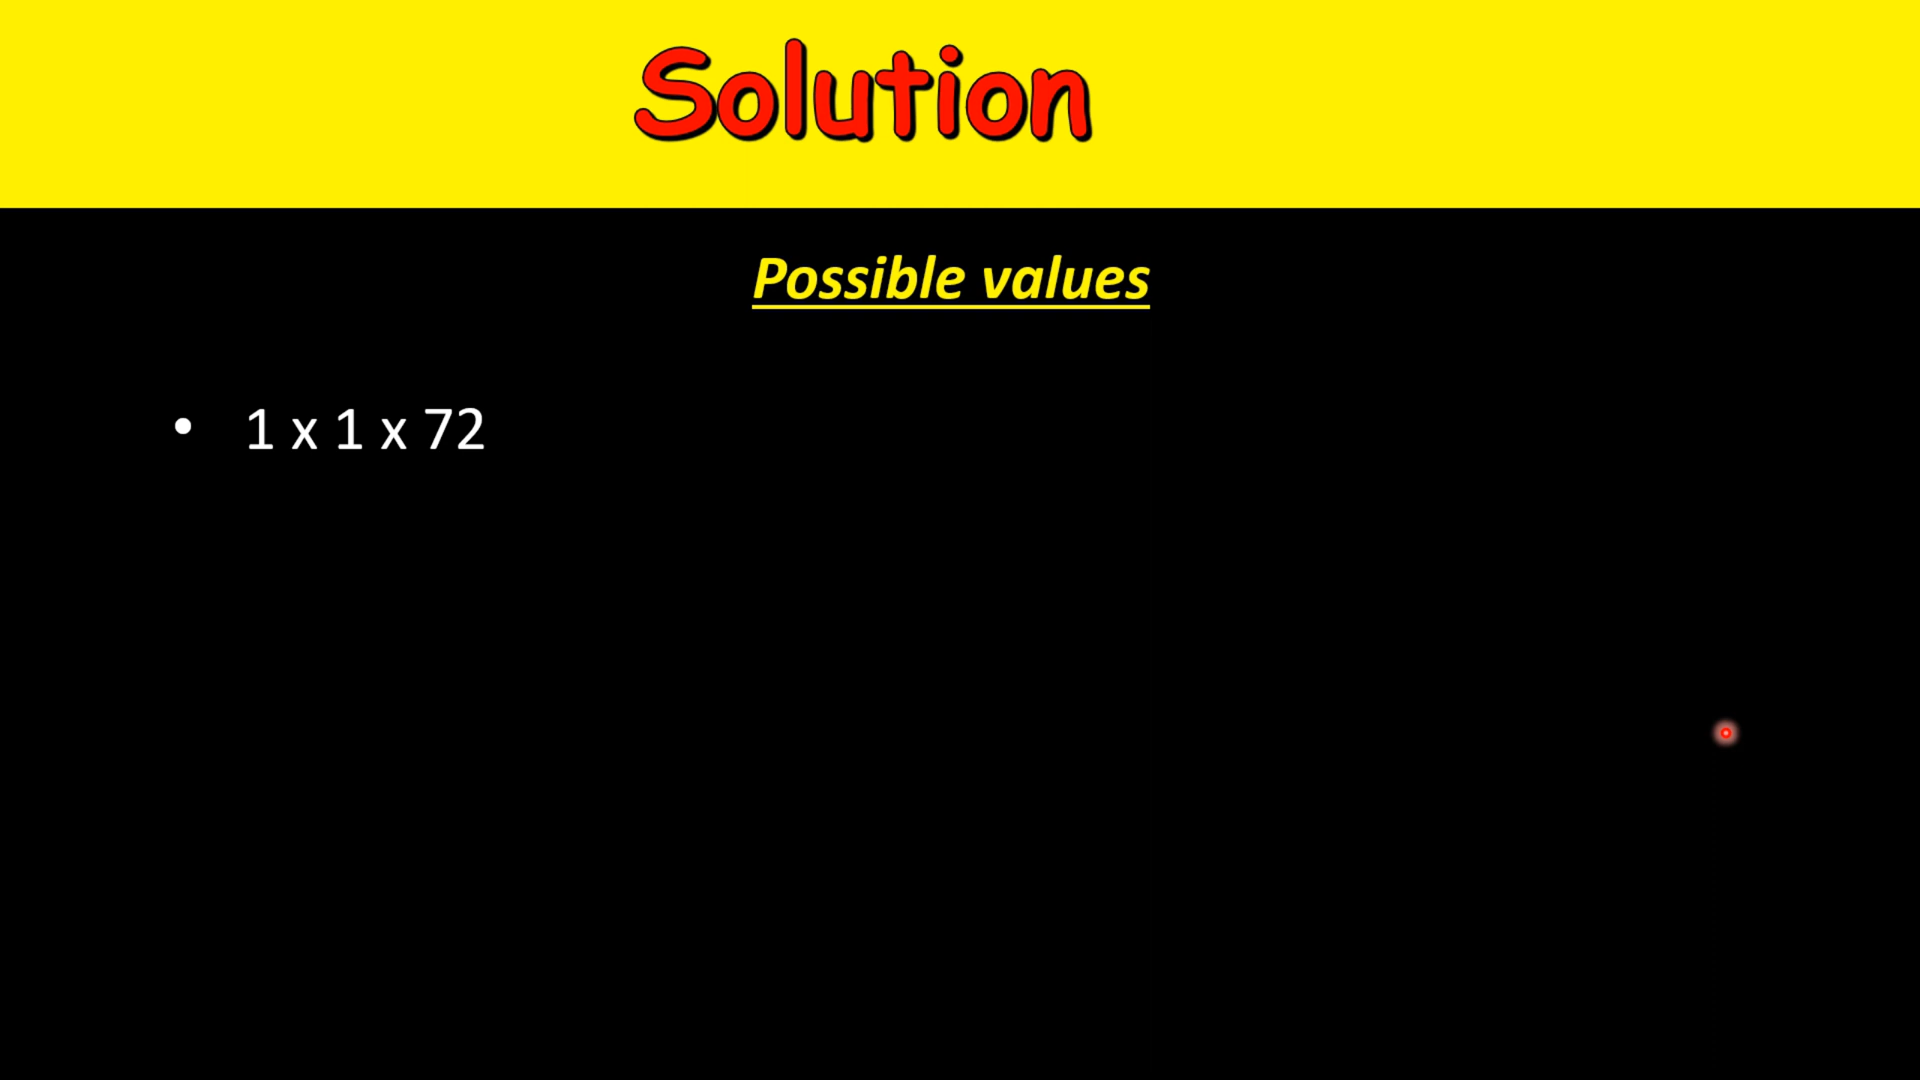 Solution
Possible values
• 1 x 1 x 72